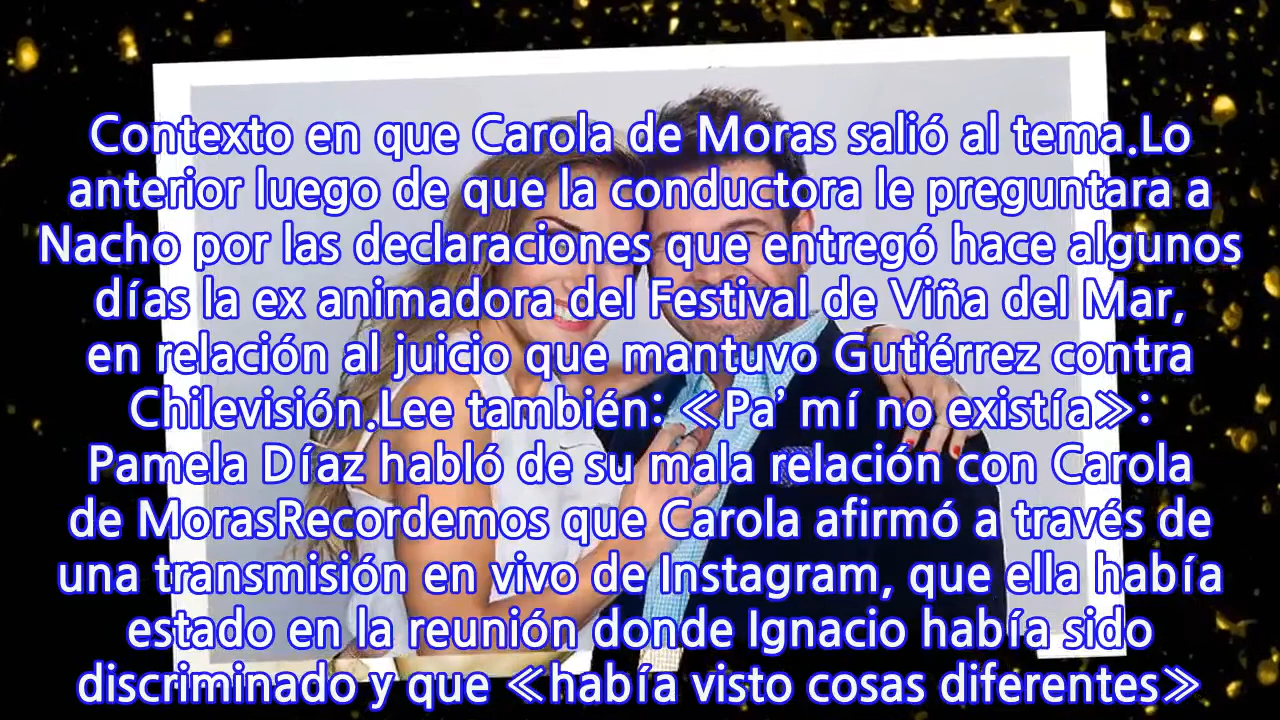 Contexto en que Carola de Moras salió al tema.Lo
anterior luego de que la conductora le preguntara a
Nacho por las declaraciones que entregó hace algunos
días la ex animadora del Festival de Viña del Mar,
en relación al juicio que mantuvo Gutiérrez contra
Chilevisión.Lee también: ≪Pa’ mí no existía≫:
Pamela Díaz habló de su mala relación con Carola
de MorasRecordemos que Carola afirmó a través de
una transmisión en vivo de Instagram, que ella había
estado en la reunión donde Ignacio había sido
discriminado y que ≪había visto cosas diferentes≫